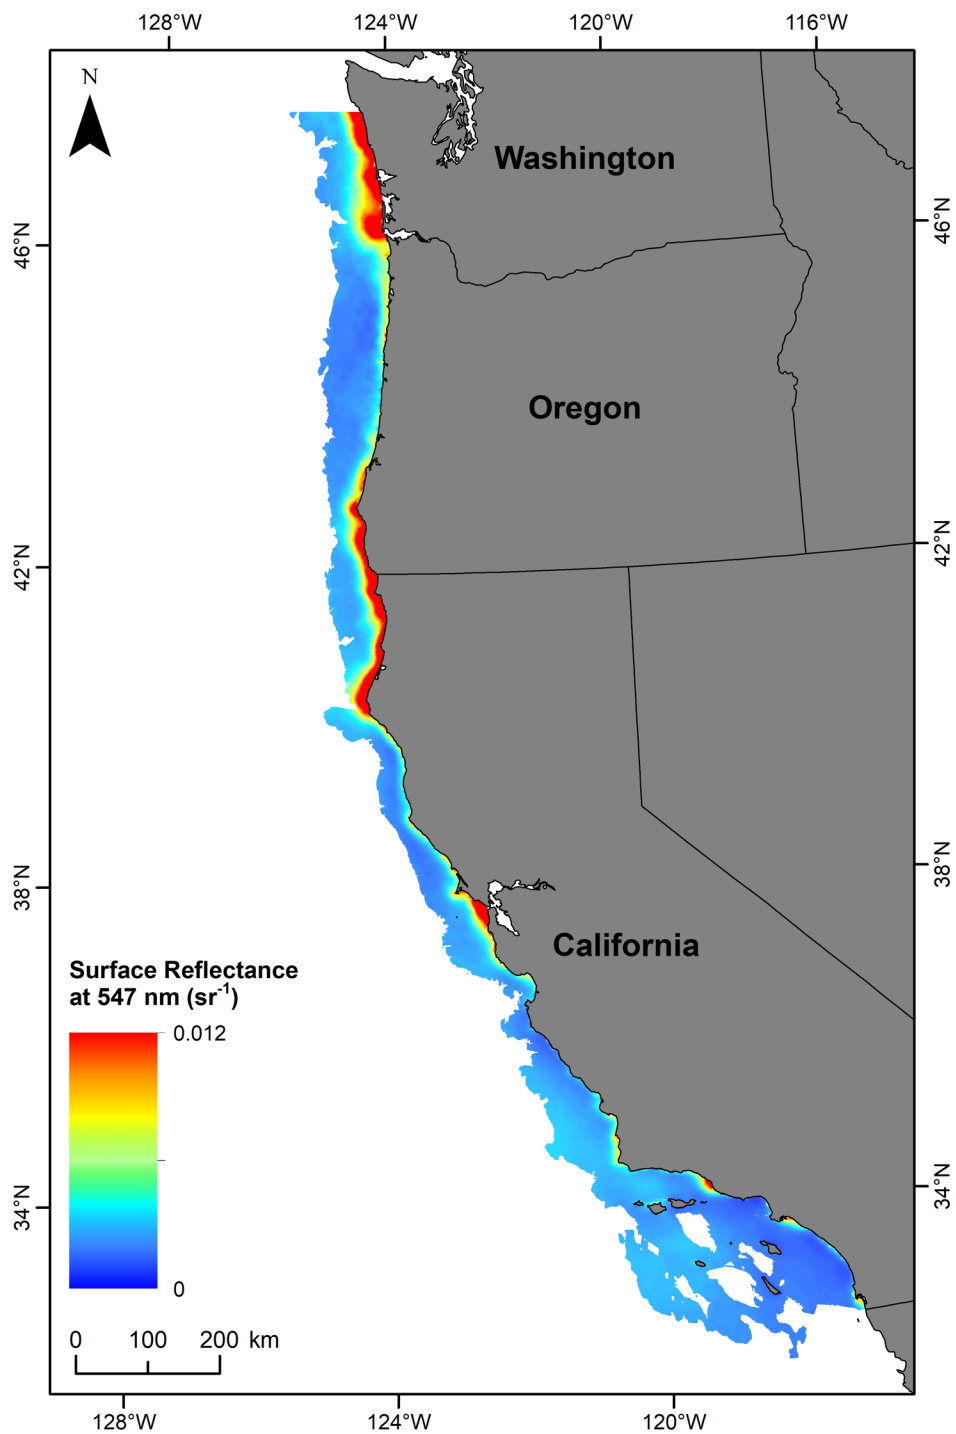 128°W 124°W 120°W 116°W
N
Washington
46°N 46°N
Oregon
42°N 42°N
38°N 38°N
California
Surface Reflectance
at 547 nm (sr⁻¹)
0.012
34°N 34°N
0
0 100 200 km
128°W 124°W 120°W